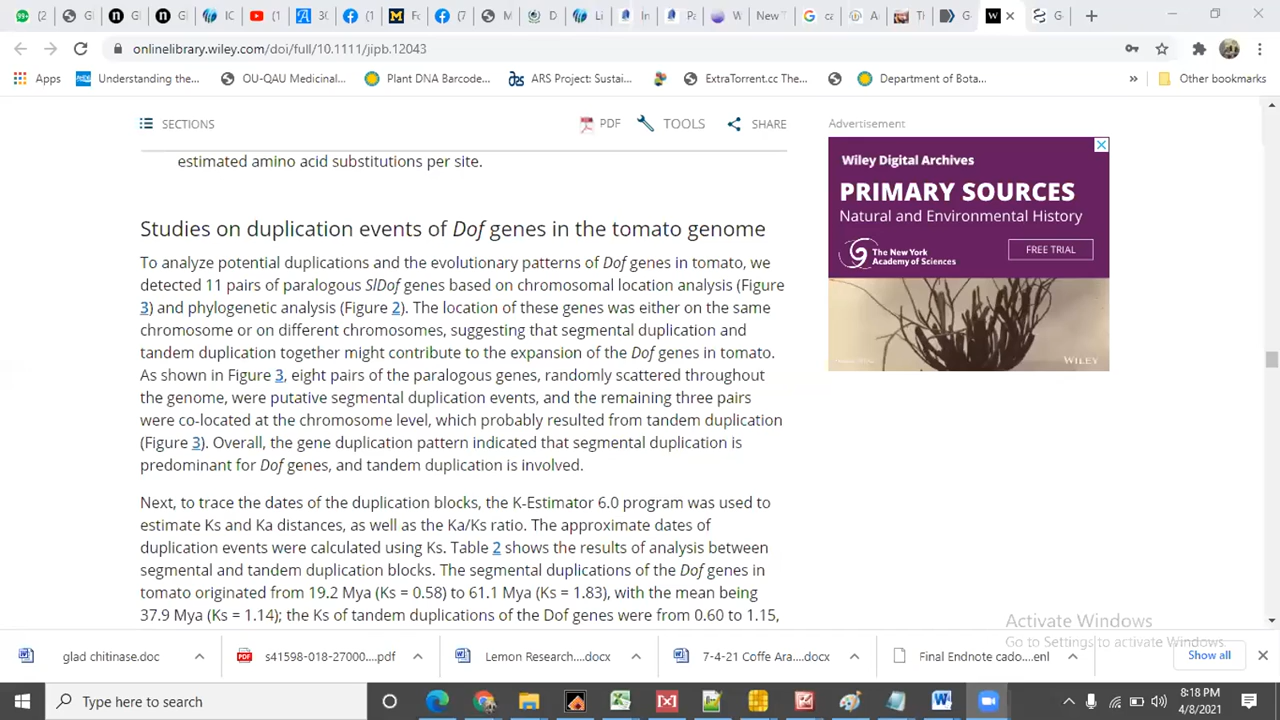 (2
G
n
n
IC
(1
30
(1
Fo
(7
M
D
Li
In
Pa
W
New T
ca
A
Th
G
W
G
onlinelibrary.wiley.com/doi/full/10.1111/jipb.12043
Apps
Understanding the...
OU-QAU Medicinal...
Plant DNA Barcode...
ars
ARS Project: Sustai...
ExtraTorrent.cc The...
Department of Bota...
»
Other bookmarks
SECTIONS
PDF
TOOLS
SHARE
estimated amino acid substitutions per site.
Studies on duplication events of Dof genes in the tomato genome
To analyze potential duplications and the evolutionary patterns of Dof genes in tomato, we
detected 11 pairs of paralogous SlDof genes based on chromosomal location analysis (Figure
3) and phylogenetic analysis (Figure 2). The location of these genes was either on the same
chromosome or on different chromosomes, suggesting that segmental duplication and
tandem duplication together might contribute to the expansion of the Dof genes in tomato.
As shown in Figure 3, eight pairs of the paralogous genes, randomly scattered throughout
the genome, were putative segmental duplication events, and the remaining three pairs
were co-located at the chromosome level, which probably resulted from tandem duplication
(Figure 3). Overall, the gene duplication pattern indicated that segmental duplication is
predominant for Dof genes, and tandem duplication is involved.
Next, to trace the dates of the duplication blocks, the K-Estimator 6.0 program was used to
estimate Ks and Ka distances, as well as the Ka/Ks ratio. The approximate dates of
duplication events were calculated using Ks. Table 2 shows the results of analysis between
segmental and tandem duplication blocks. The segmental duplications of the Dof genes in
tomato originated from 19.2 Mya (Ks = 0.58) to 61.1 Mya (Ks = 1.83), with the mean being
37.9 Mya (Ks = 1.14); the Ks of tandem duplications of the Dof genes were from 0.60 to 1.15,
Advertisement
Wiley Digital Archives
PRIMARY SOURCES
Natural and Environmental History
The New York
Academy of Sciences
FREE TRIAL
WILEY
Activate Windows
Go to Settings to activate Windows.
glad chitinase.doc
s41598-018-27000....pdf
Lemon Research....docx
7-4-21 Coffe Ara....docx
Final Endnote cado....enl
Show all
Type here to search
8:18 PM
4/8/2021